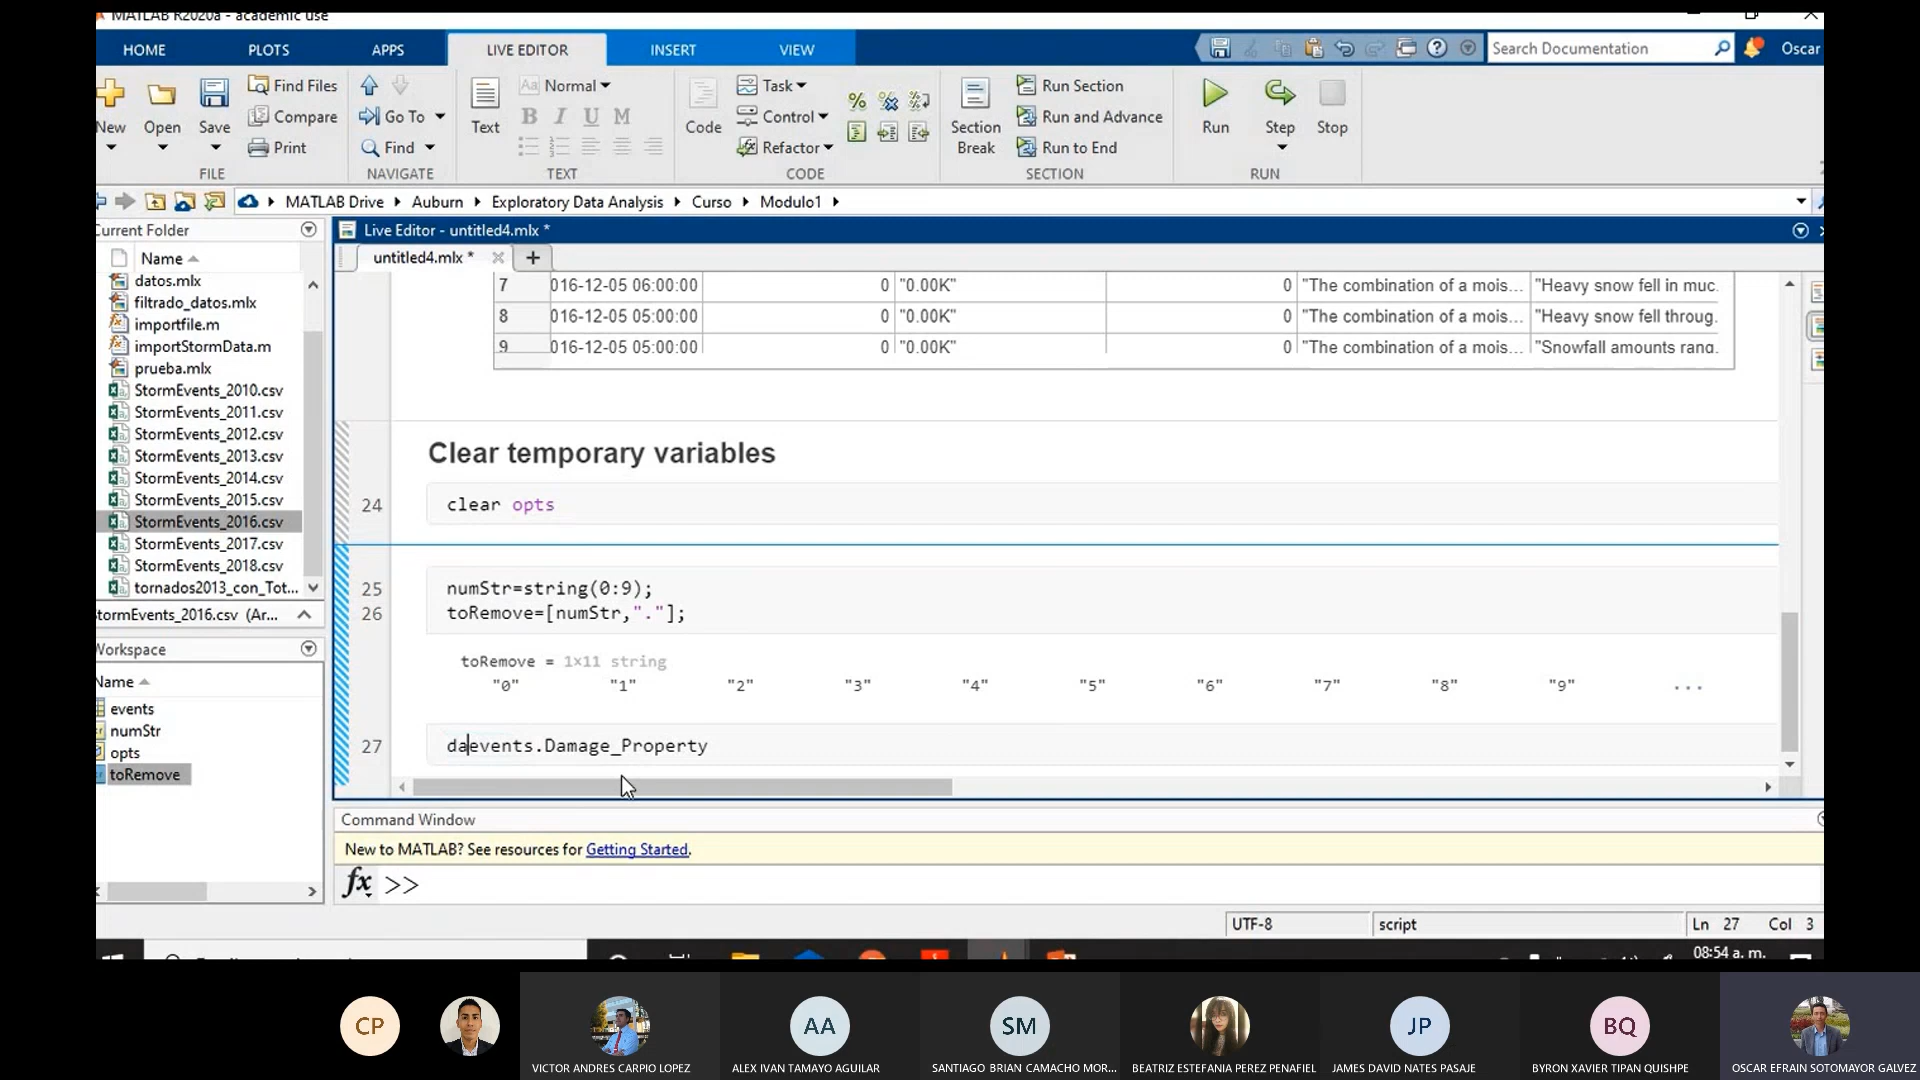 MATLAB R2020a - academic use
HOME PLOTS APPS LIVE EDITOR INSERT VIEW
Search Documentation
Oscar
New Open Save Find Files Compare Print
FILE
Go To Find
NAVIGATE
Text Aa Normal B I U M
TEXT
Code Task Control Refactor
CODE
Section Break Run Section Run and Advance Run to End
SECTION
Run Step Stop
RUN
MATLAB Drive Auburn Exploratory Data Analysis Curso Modulo1
Current Folder
Name
datos.mlx
filtrado_datos.mlx
importfile.m
importStormData.m
prueba.mlx
StormEvents_2010.csv
StormEvents_2011.csv
StormEvents_2012.csv
StormEvents_2013.csv
StormEvents_2014.csv
StormEvents_2015.csv
StormEvents_2016.csv
StormEvents_2017.csv
StormEvents_2018.csv
tornados2013_con_Tot...
StormEvents_2016.csv (Ar...
Workspace
Name
events
numStr
opts
toRemove
Live Editor - untitled4.mlx *
untitled4.mlx *
7 016-12-05 06:00:00 0 "0.00K" 0 "The combination of a mois... "Heavy snow fell in muc.
8 016-12-05 05:00:00 0 "0.00K" 0 "The combination of a mois... "Heavy snow fell throug.
9 016-12-05 05:00:00 0 "0.00K" 0 "The combination of a mois... "Snowfall amounts rang.
Clear temporary variables
24 clear opts
25 numStr=string(0:9);
26 toRemove=[numStr,"."];
toRemove = 1×11 string
"0" "1" "2" "3" "4" "5" "6" "7" "8" "9" ...
27 daevents.Damage_Property
Command Window
New to MATLAB? See resources for Getting Started.
fx >>
UTF-8 script Ln 27 Col 3
08:54 a. m.
CP AA SM JP BQ
VICTOR ANDRES CARPIO LOPEZ
ALEX IVAN TAMAYO AGUILAR
SANTIAGO BRIAN CAMACHO MOR...
BEATRIZ ESTEFANIA PEREZ PENAFIEL
JAMES DAVID NATES PASAJE
BYRON XAVIER TIPAN QUISHPE
OSCAR EFRAIN SOTOMAYOR GALVEZ